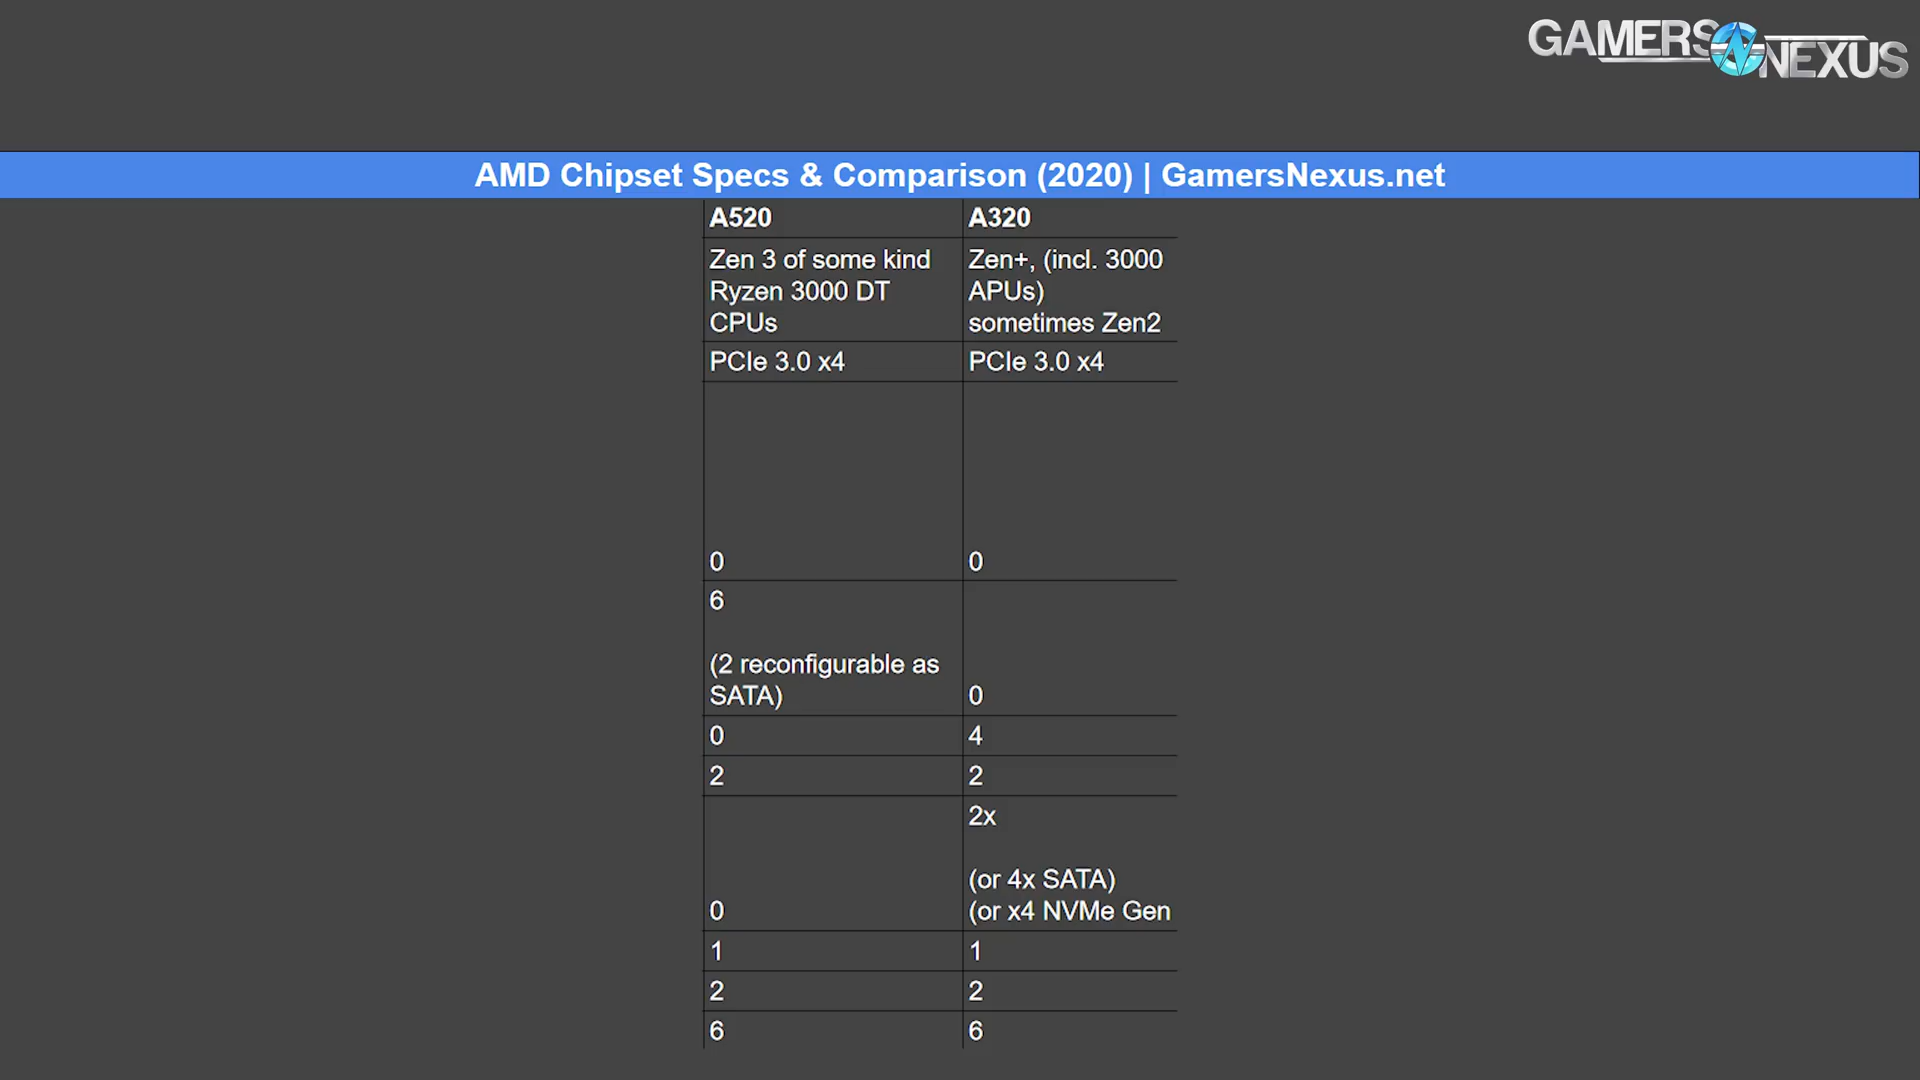 GAMERS NEXUS
AMD Chipset Specs & Comparison (2020) | GamersNexus.net
A520 A320
Zen 3 of some kind Zen+, (incl. 3000
Ryzen 3000 DT APUs)
CPUs sometimes Zen2
PCIe 3.0 x4 PCIe 3.0 x4
0 0
6
(2 reconfigurable as
SATA) 0
0 4
2 2
2x
(or 4x SATA)
0 (or x4 NVMe Gen
1 1
2 2
6 6